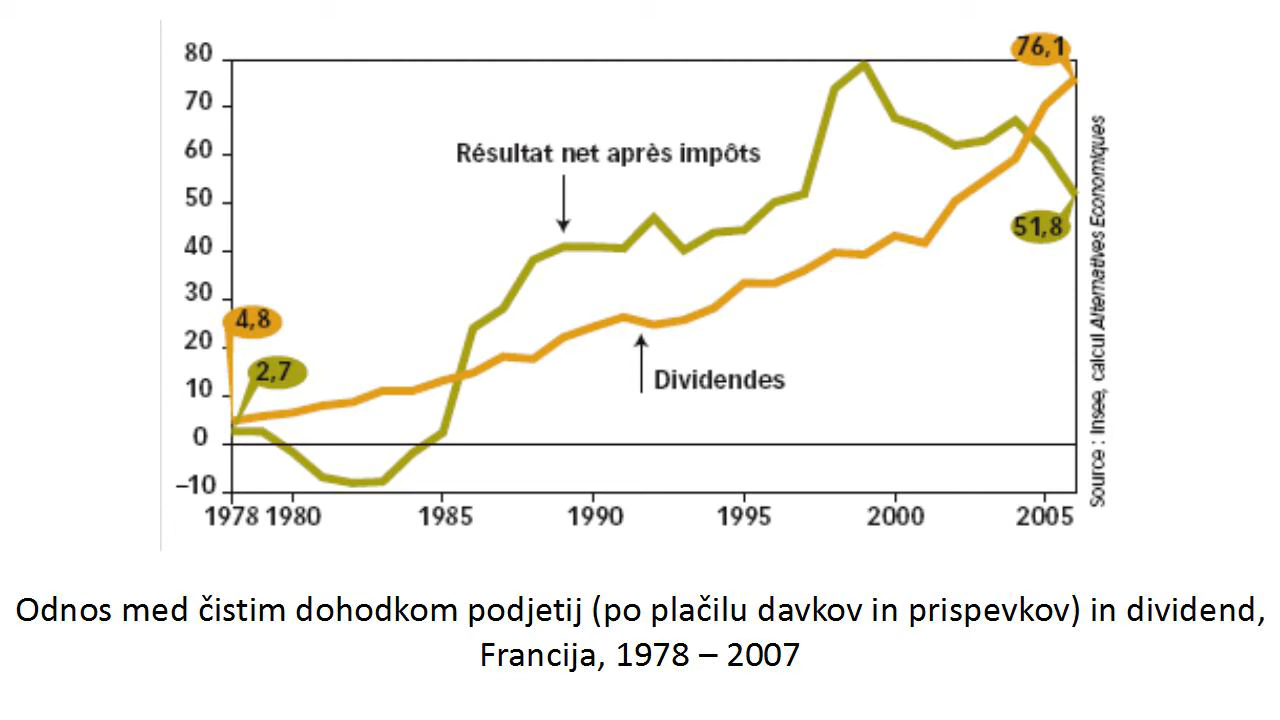 80
76,1
70
Résultat net après impôts
60
50
51,8
40
30
4,8
20
2,7
Dividendes
10
0
–10
1978 1980 1985 1990 1995 2000 2005
Source : Insee, calcul Alternatives Economiques
Odnos med čistim dohodkom podjetij (po plačilu davkov in prispevkov) in dividend,
Francija, 1978 – 2007